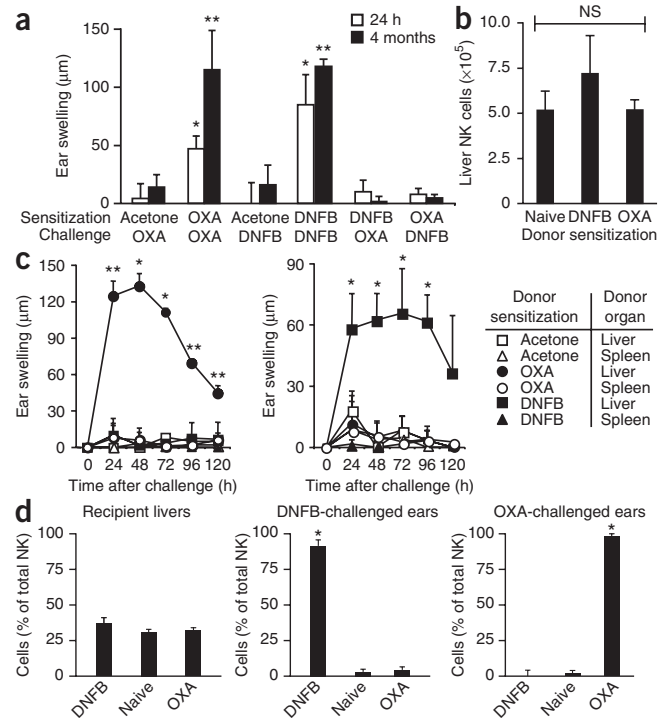 a
Ear swelling (µm)
150
100
50
0
24 h
4 months
*
**
*
**
Sensitization Acetone OXA Acetone DNFB DNFB OXA
Challenge OXA OXA DNFB DNFB OXA DNFB
b
NS
Liver NK cells (×10⁵)
10.0
7.5
5.0
2.5
0
Naive DNFB OXA
Donor sensitization
c
Ear swelling (µm)
150
120
90
60
30
0
** * * ** **
0 24 48 72 96 120
Time after challenge (h)
Ear swelling (µm)
90
60
30
0
* * * *
0 24 48 72 96 120
Time after challenge (h)
Donor sensitization Donor organ
Acetone Liver
Acetone Spleen
OXA Liver
OXA Spleen
DNFB Liver
DNFB Spleen
d
Recipient livers
Cells (% of total NK)
100
75
50
25
0
DNFB Naive OXA
DNFB-challenged ears
Cells (% of total NK)
100
75
50
25
0
*
DNFB Naive OXA
OXA-challenged ears
Cells (% of total NK)
100
75
50
25
0
*
DNFB Naive OXA